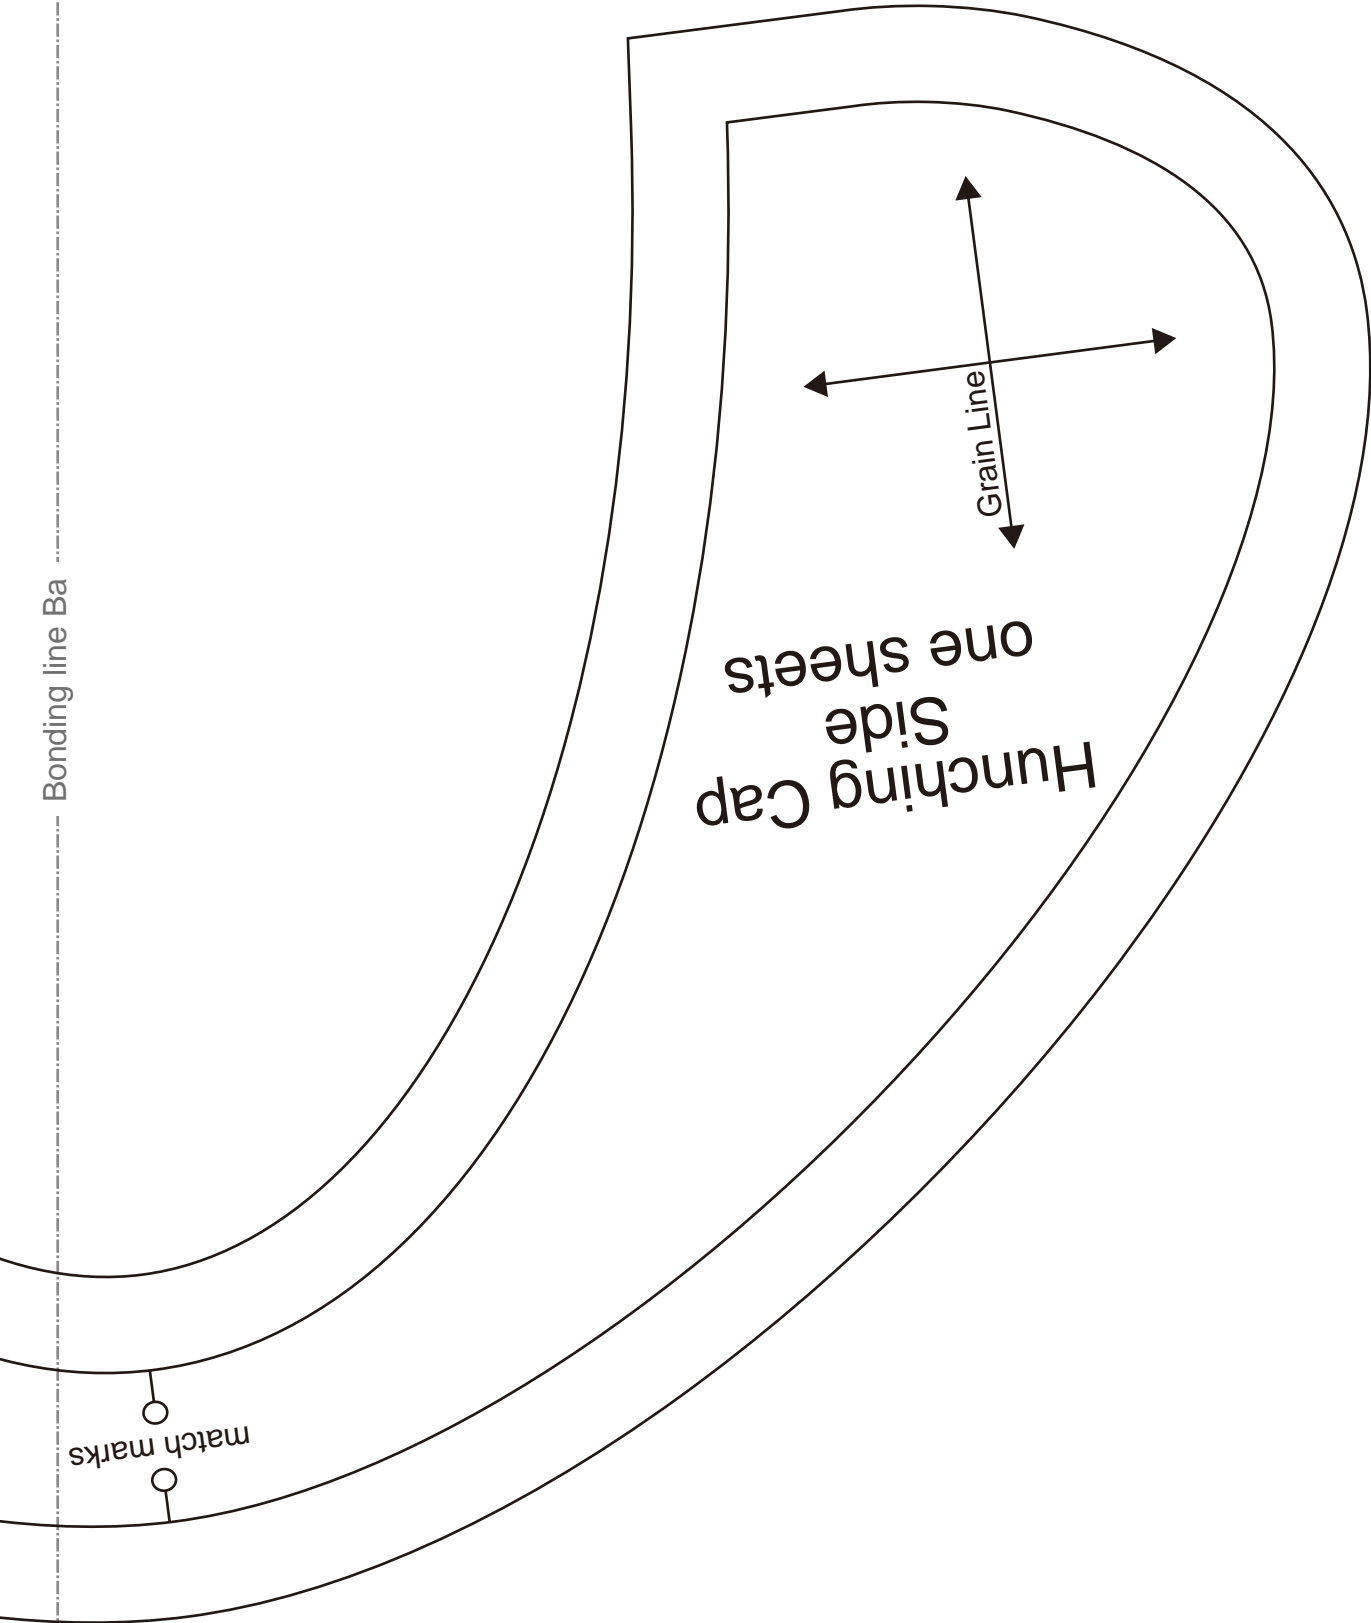 Bonding line Ba
Grain Line
Hunching Cap
Side
one sheets
match marks